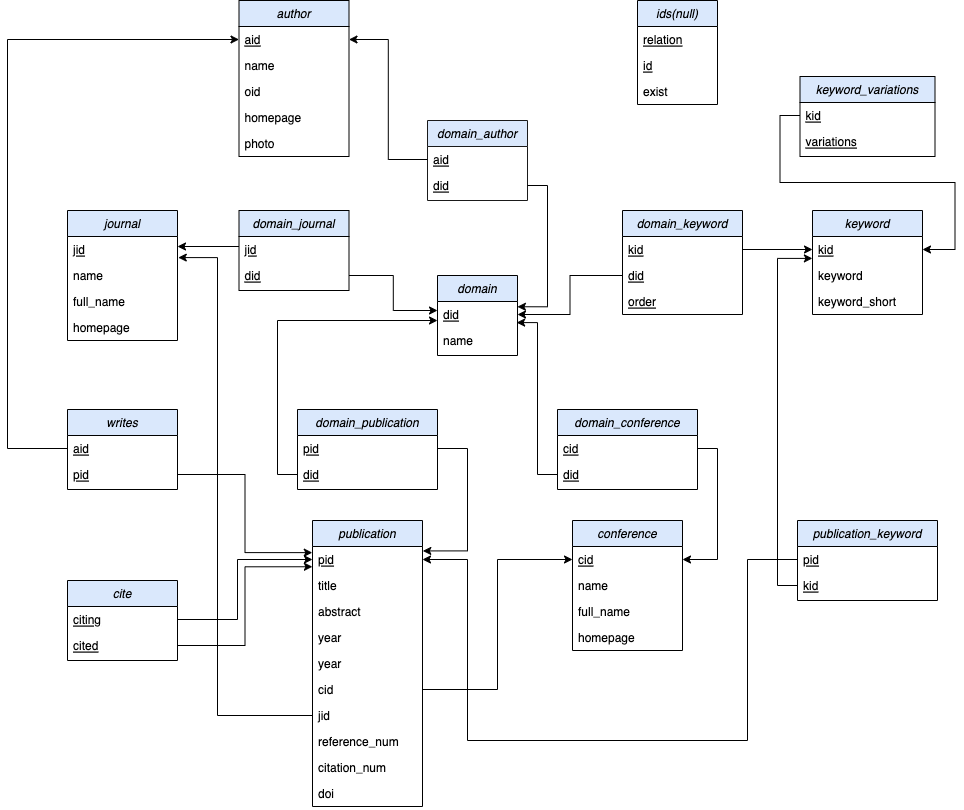 author
aid
name
oid
homepage
photo
ids(null)
relation
id
exist
keyword_variations
kid
variations
domain_author
aid
did
journal
jid
name
full_name
homepage
domain_journal
jid
did
domain
did
name
domain_keyword
kid
did
order
keyword
kid
keyword
keyword_short
writes
aid
pid
domain_publication
pid
did
domain_conference
cid
did
publication
pid
title
abstract
year
year
cid
jid
reference_num
citation_num
doi
conference
cid
name
full_name
homepage
publication_keyword
pid
kid
cite
citing
cited